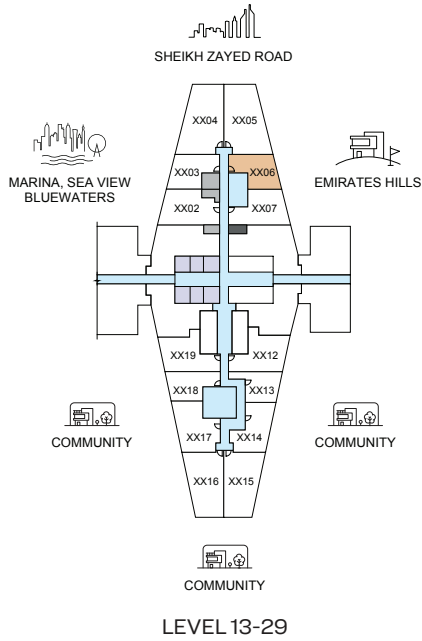 SHEIKH ZAYED ROAD
XX04 XX05
MARINA, SEA VIEW
BLUEWATERS
XX03 XX06
EMIRATES HILLS
XX02 XX07
XX19 XX12
XX18 XX13
COMMUNITY
XX17 XX14
COMMUNITY
XX16 XX15
COMMUNITY
LEVEL 13-29